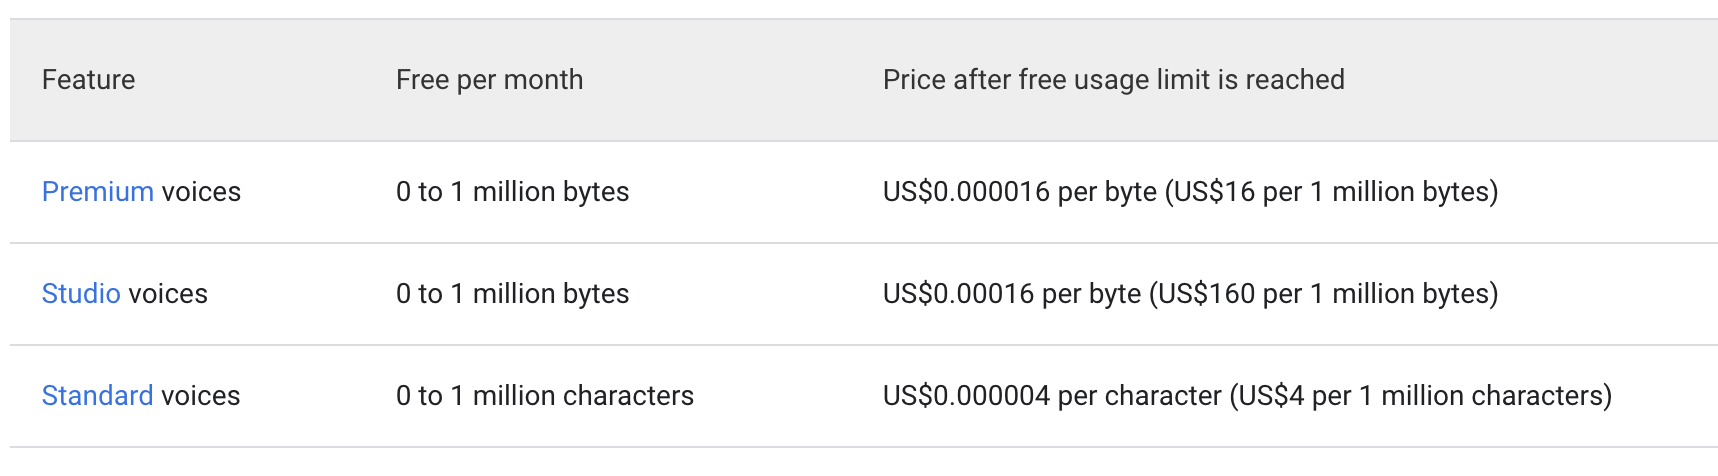 Feature Free per month Price after free usage limit is reached
Premium voices 0 to 1 million bytes US$0.000016 per byte (US$16 per 1 million bytes)
Studio voices 0 to 1 million bytes US$0.00016 per byte (US$160 per 1 million bytes)
Standard voices 0 to 1 million characters US$0.000004 per character (US$4 per 1 million characters)